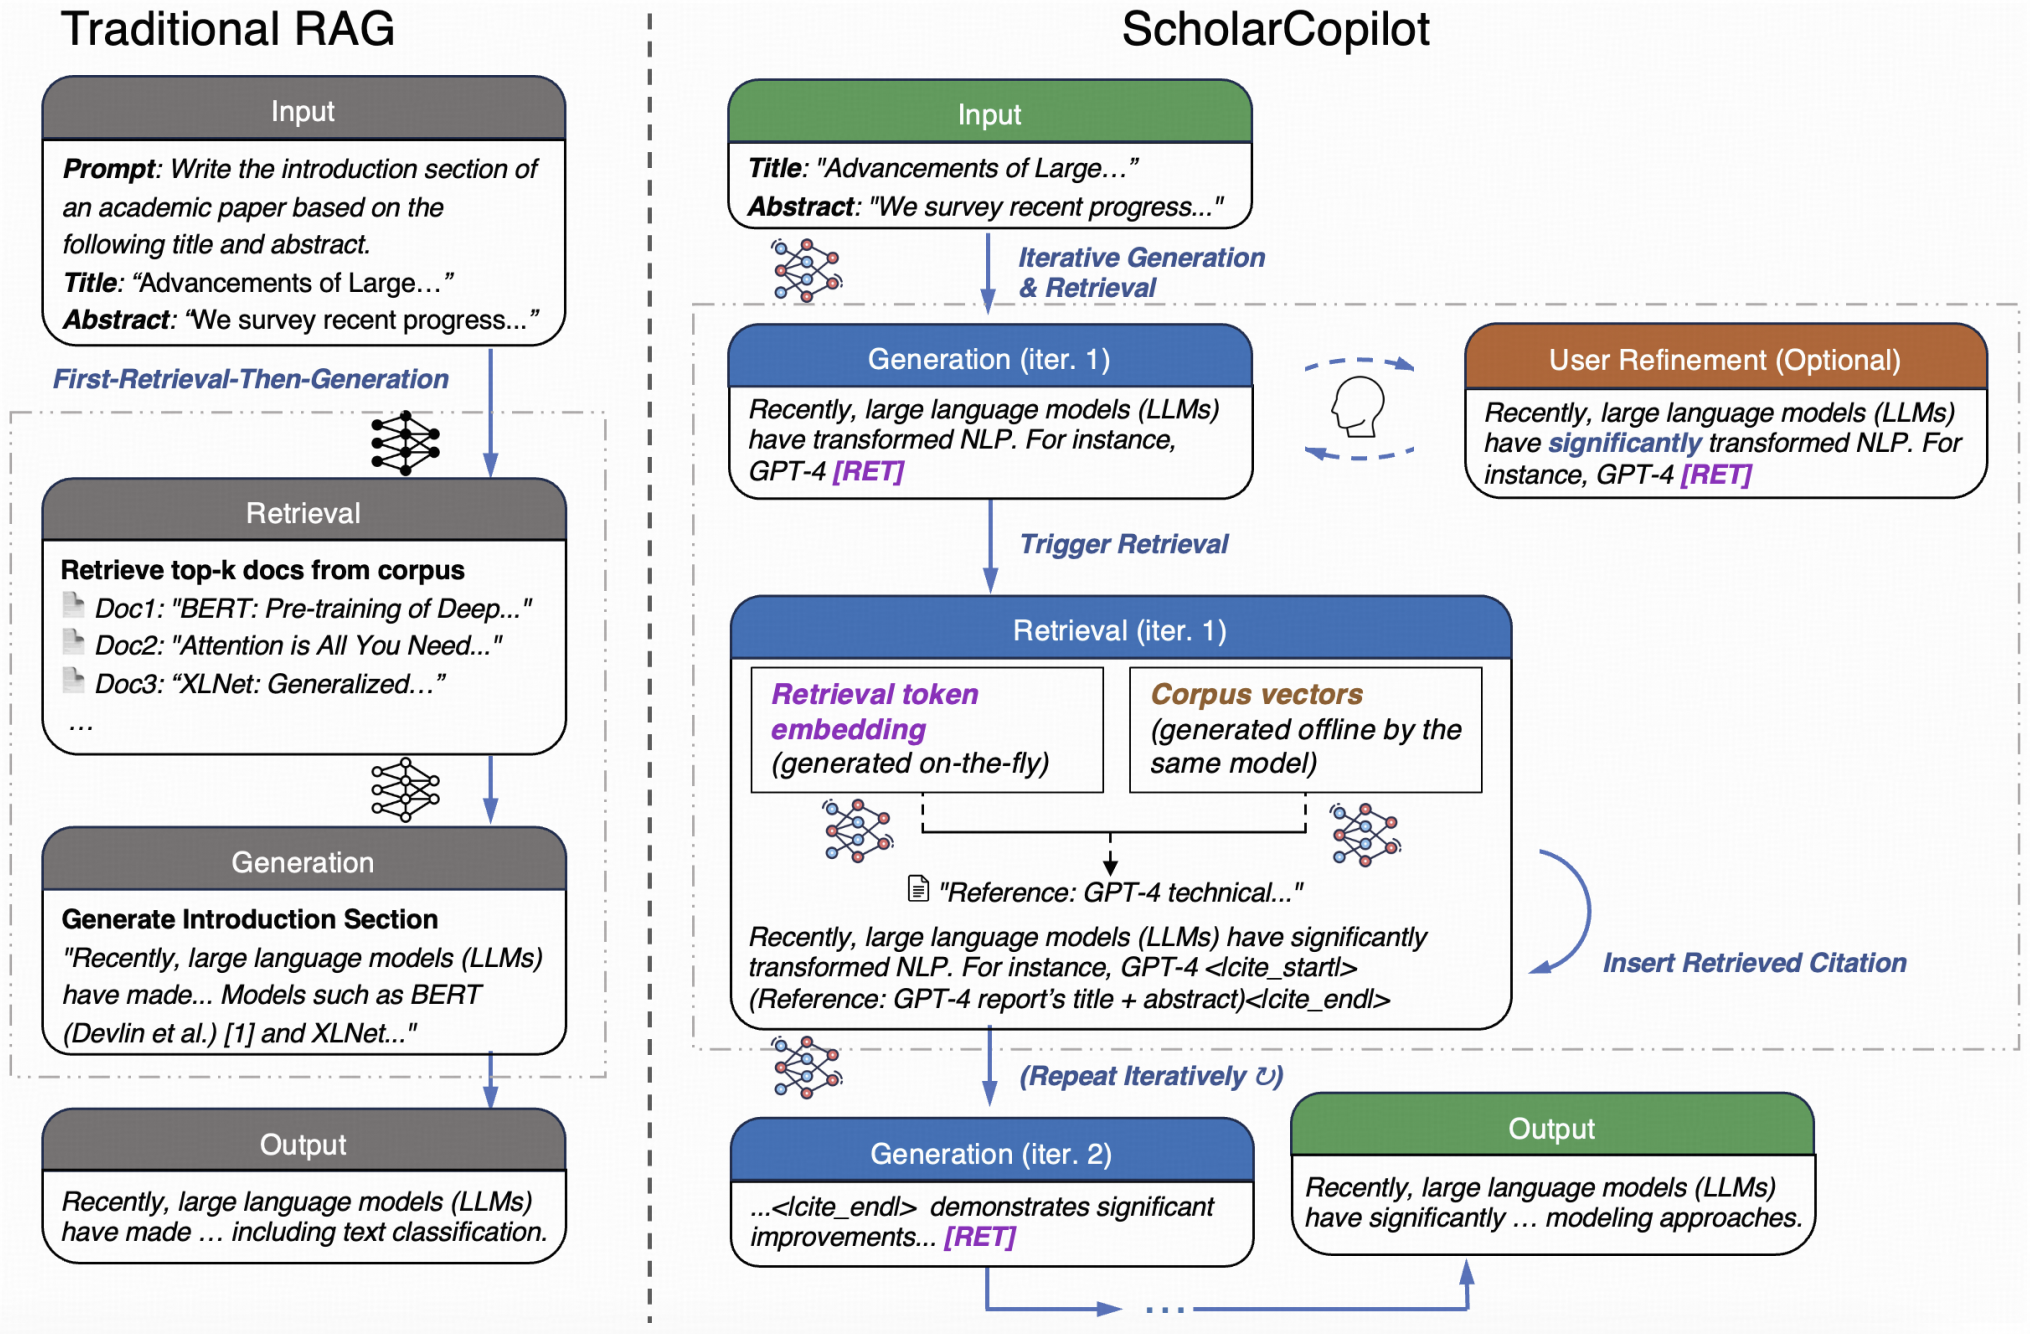 Traditional RAG
Input
Prompt: Write the introduction section of
an academic paper based on the
following title and abstract.
Title: “Advancements of Large…”
Abstract: “We survey recent progress...”
First-Retrieval-Then-Generation
Retrieval
Retrieve top-k docs from corpus
Doc1: "BERT: Pre-training of Deep..."
Doc2: "Attention is All You Need..."
Doc3: “XLNet: Generalized…”
…
Generation
Generate Introduction Section
"Recently, large language models (LLMs)
have made... Models such as BERT
(Devlin et al.) [1] and XLNet..."
Output
Recently, large language models (LLMs)
have made … including text classification.
ScholarCopilot
Input
Title: "Advancements of Large…”
Abstract: "We survey recent progress..."
Iterative Generation
& Retrieval
Generation (iter. 1)
Recently, large language models (LLMs)
have transformed NLP. For instance,
GPT-4 [RET]
User Refinement (Optional)
Recently, large language models (LLMs)
have significantly transformed NLP. For
instance, GPT-4 [RET]
Trigger Retrieval
Retrieval (iter. 1)
Retrieval token
embedding
(generated on-the-fly)
Corpus vectors
(generated offline by the
same model)
"Reference: GPT-4 technical..."
Recently, large language models (LLMs) have significantly
transformed NLP. For instance, GPT-4 <|cite_start|>
(Reference: GPT-4 report’s title + abstract)<|cite_end|>
Insert Retrieved Citation
(Repeat Iteratively ↻)
Generation (iter. 2)
...<|cite_end|> demonstrates significant
improvements... [RET]
...
Output
Recently, large language models (LLMs)
have significantly … modeling approaches.